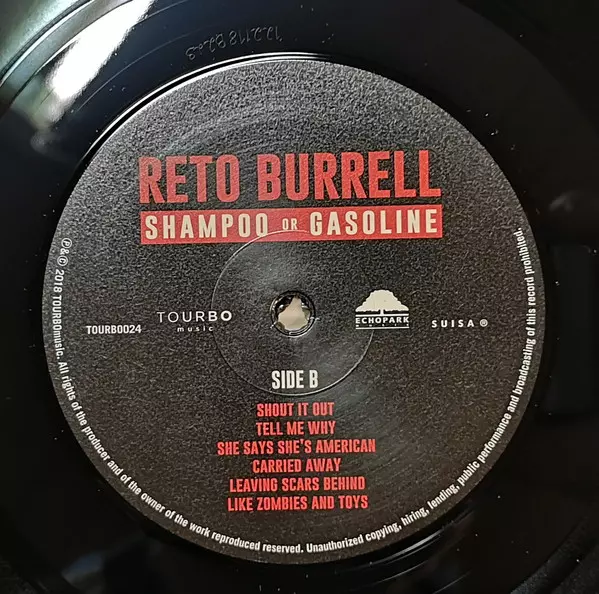 RETO BURRELL
SHAMPOO OR GASOLINE
TOURB0024
TOURBO
music
ECHOPARK
SUISA ®
SIDE B
SHOUT IT OUT
TELL ME WHY
SHE SAYS SHE'S AMERICAN
CARRIED AWAY
LEAVING SCARS BEHIND
LIKE ZOMBIES AND TOYS
℗& © 2018 TOURBOmusic. All rights of the producer and of the owner of the work reproduced reserved. Unauthorized copying, hiring, lending, public performance and broadcasting of this record prohibited.